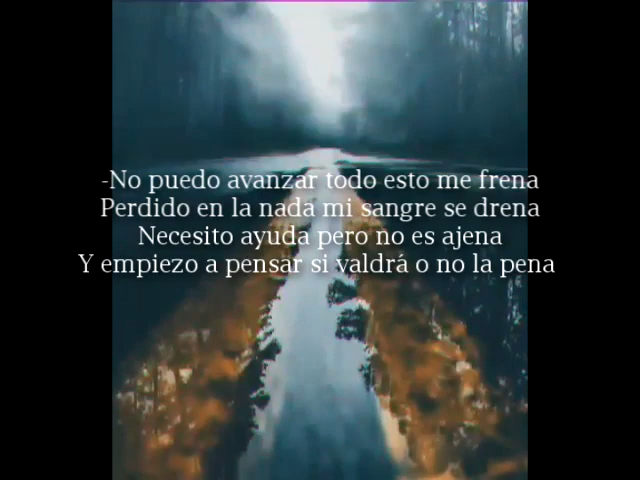 -No puedo avanzar todo esto me frena
Perdido en la nada mi sangre se drena
Necesito ayuda pero no es ajena
Y empiezo a pensar si valdrá o no la pena